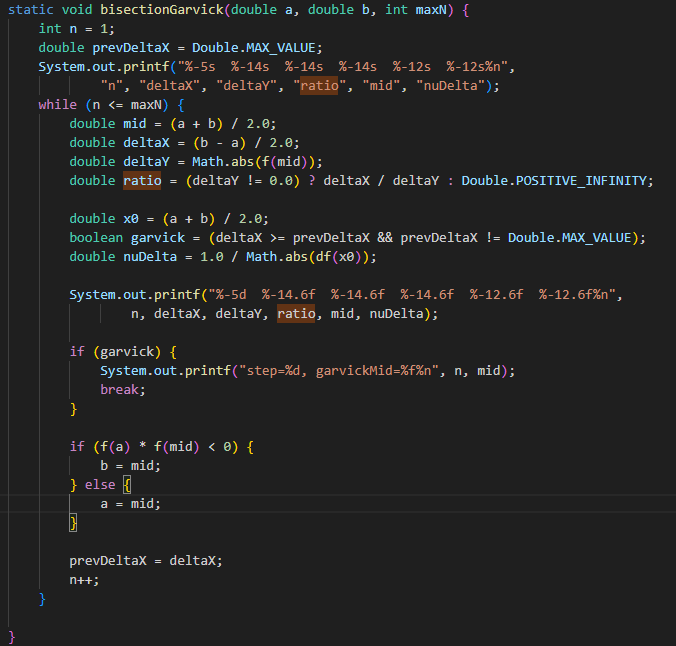 static void bisectionGarvick(double a, double b, int maxN) {
int n = 1;
double prevDeltaX = Double.MAX_VALUE;
System.out.printf("%-5s  %-14s  %-14s  %-14s  %-12s  %-12s%n",
"n", "deltaX", "deltaY", "ratio", "mid", "nuDelta");
while (n <= maxN) {
double mid = (a + b) / 2.0;
double deltaX = (b - a) / 2.0;
double deltaY = Math.abs(f(mid));
double ratio = (deltaY != 0.0) ? deltaX / deltaY : Double.POSITIVE_INFINITY;
double x0 = (a + b) / 2.0;
boolean garvick = (deltaX >= prevDeltaX && prevDeltaX != Double.MAX_VALUE);
double nuDelta = 1.0 / Math.abs(df(x0));
System.out.printf("%-5d  %-14.6f  %-14.6f  %-14.6f  %-12.6f  %-12.6f%n",
n, deltaX, deltaY, ratio, mid, nuDelta);
if (garvick) {
System.out.printf("step=%d, garvickMid=%f%n", n, mid);
break;
}
if (f(a) * f(mid) < 0) {
b = mid;
} else {
a = mid;
}
prevDeltaX = deltaX;
n++;
}
}